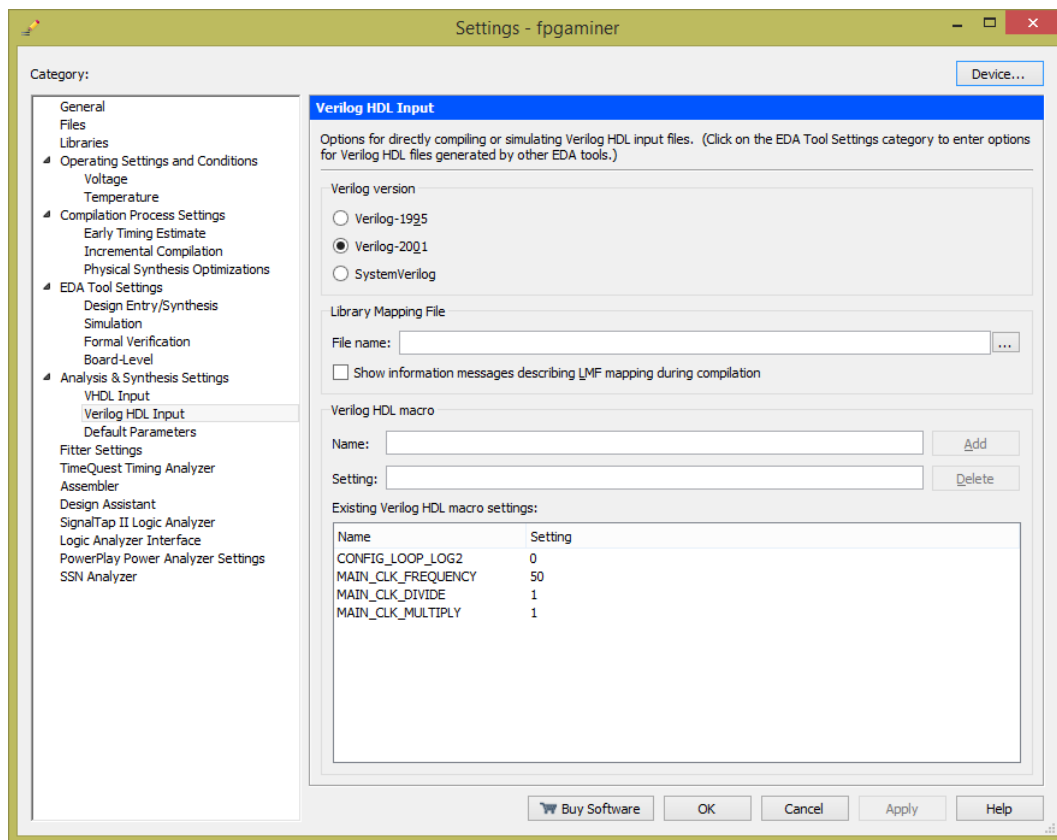 Settings - fpgaminer
Category:
Device...
General
Files
Libraries
Operating Settings and Conditions
Voltage
Temperature
Compilation Process Settings
Early Timing Estimate
Incremental Compilation
Physical Synthesis Optimizations
EDA Tool Settings
Design Entry/Synthesis
Simulation
Formal Verification
Board-Level
Analysis & Synthesis Settings
VHDL Input
Verilog HDL Input
Default Parameters
Fitter Settings
TimeQuest Timing Analyzer
Assembler
Design Assistant
SignalTap II Logic Analyzer
Logic Analyzer Interface
PowerPlay Power Analyzer Settings
SSN Analyzer
Verilog HDL Input
Options for directly compiling or simulating Verilog HDL input files. (Click on the EDA Tool Settings category to enter options
for Verilog HDL files generated by other EDA tools.)
Verilog version
Verilog-1995
Verilog-2001
SystemVerilog
Library Mapping File
File name:
...
Show information messages describing LMF mapping during compilation
Verilog HDL macro
Name:
Add
Setting:
Delete
Existing Verilog HDL macro settings:
Name Setting
CONFIG_LOOP_LOG2 0
MAIN_CLK_FREQUENCY 50
MAIN_CLK_DIVIDE 1
MAIN_CLK_MULTIPLY 1
Buy Software OK Cancel Apply Help